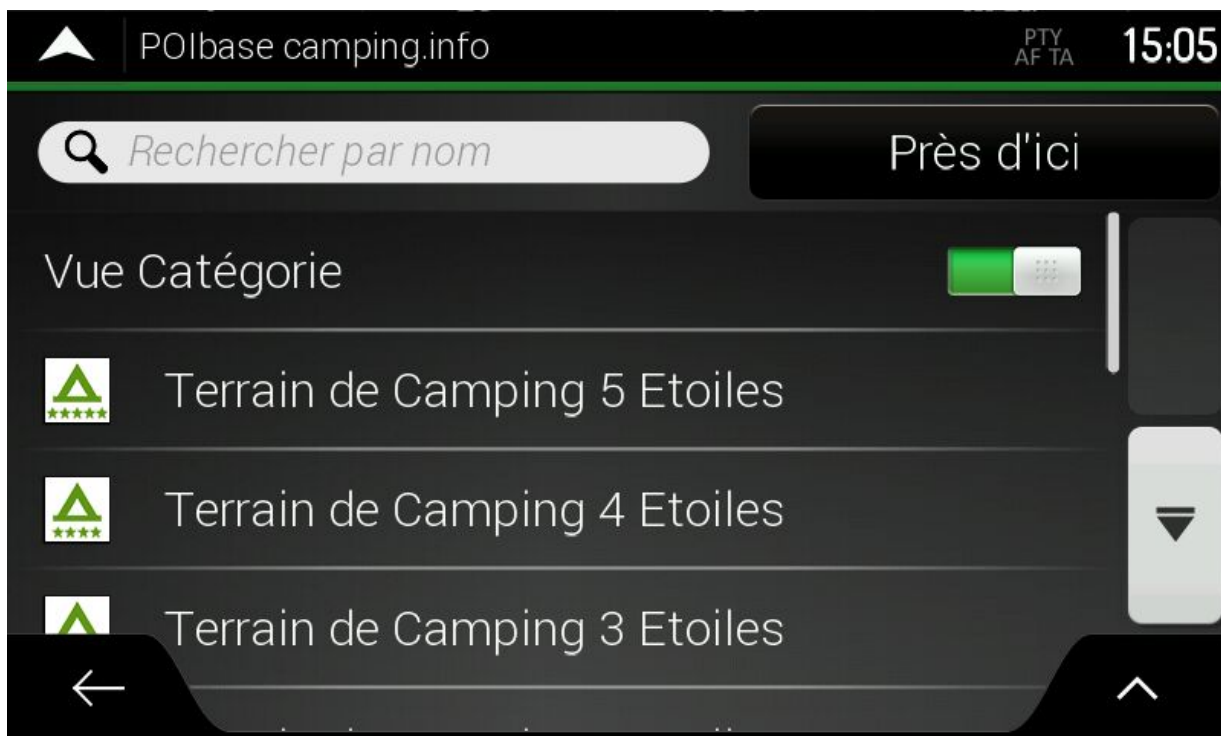 POIbase camping.info
PTY
AF TA
15:05
Rechercher par nom
Près d'ici
Vue Catégorie
Terrain de Camping 5 Etoiles
Terrain de Camping 4 Etoiles
Terrain de Camping 3 Etoiles